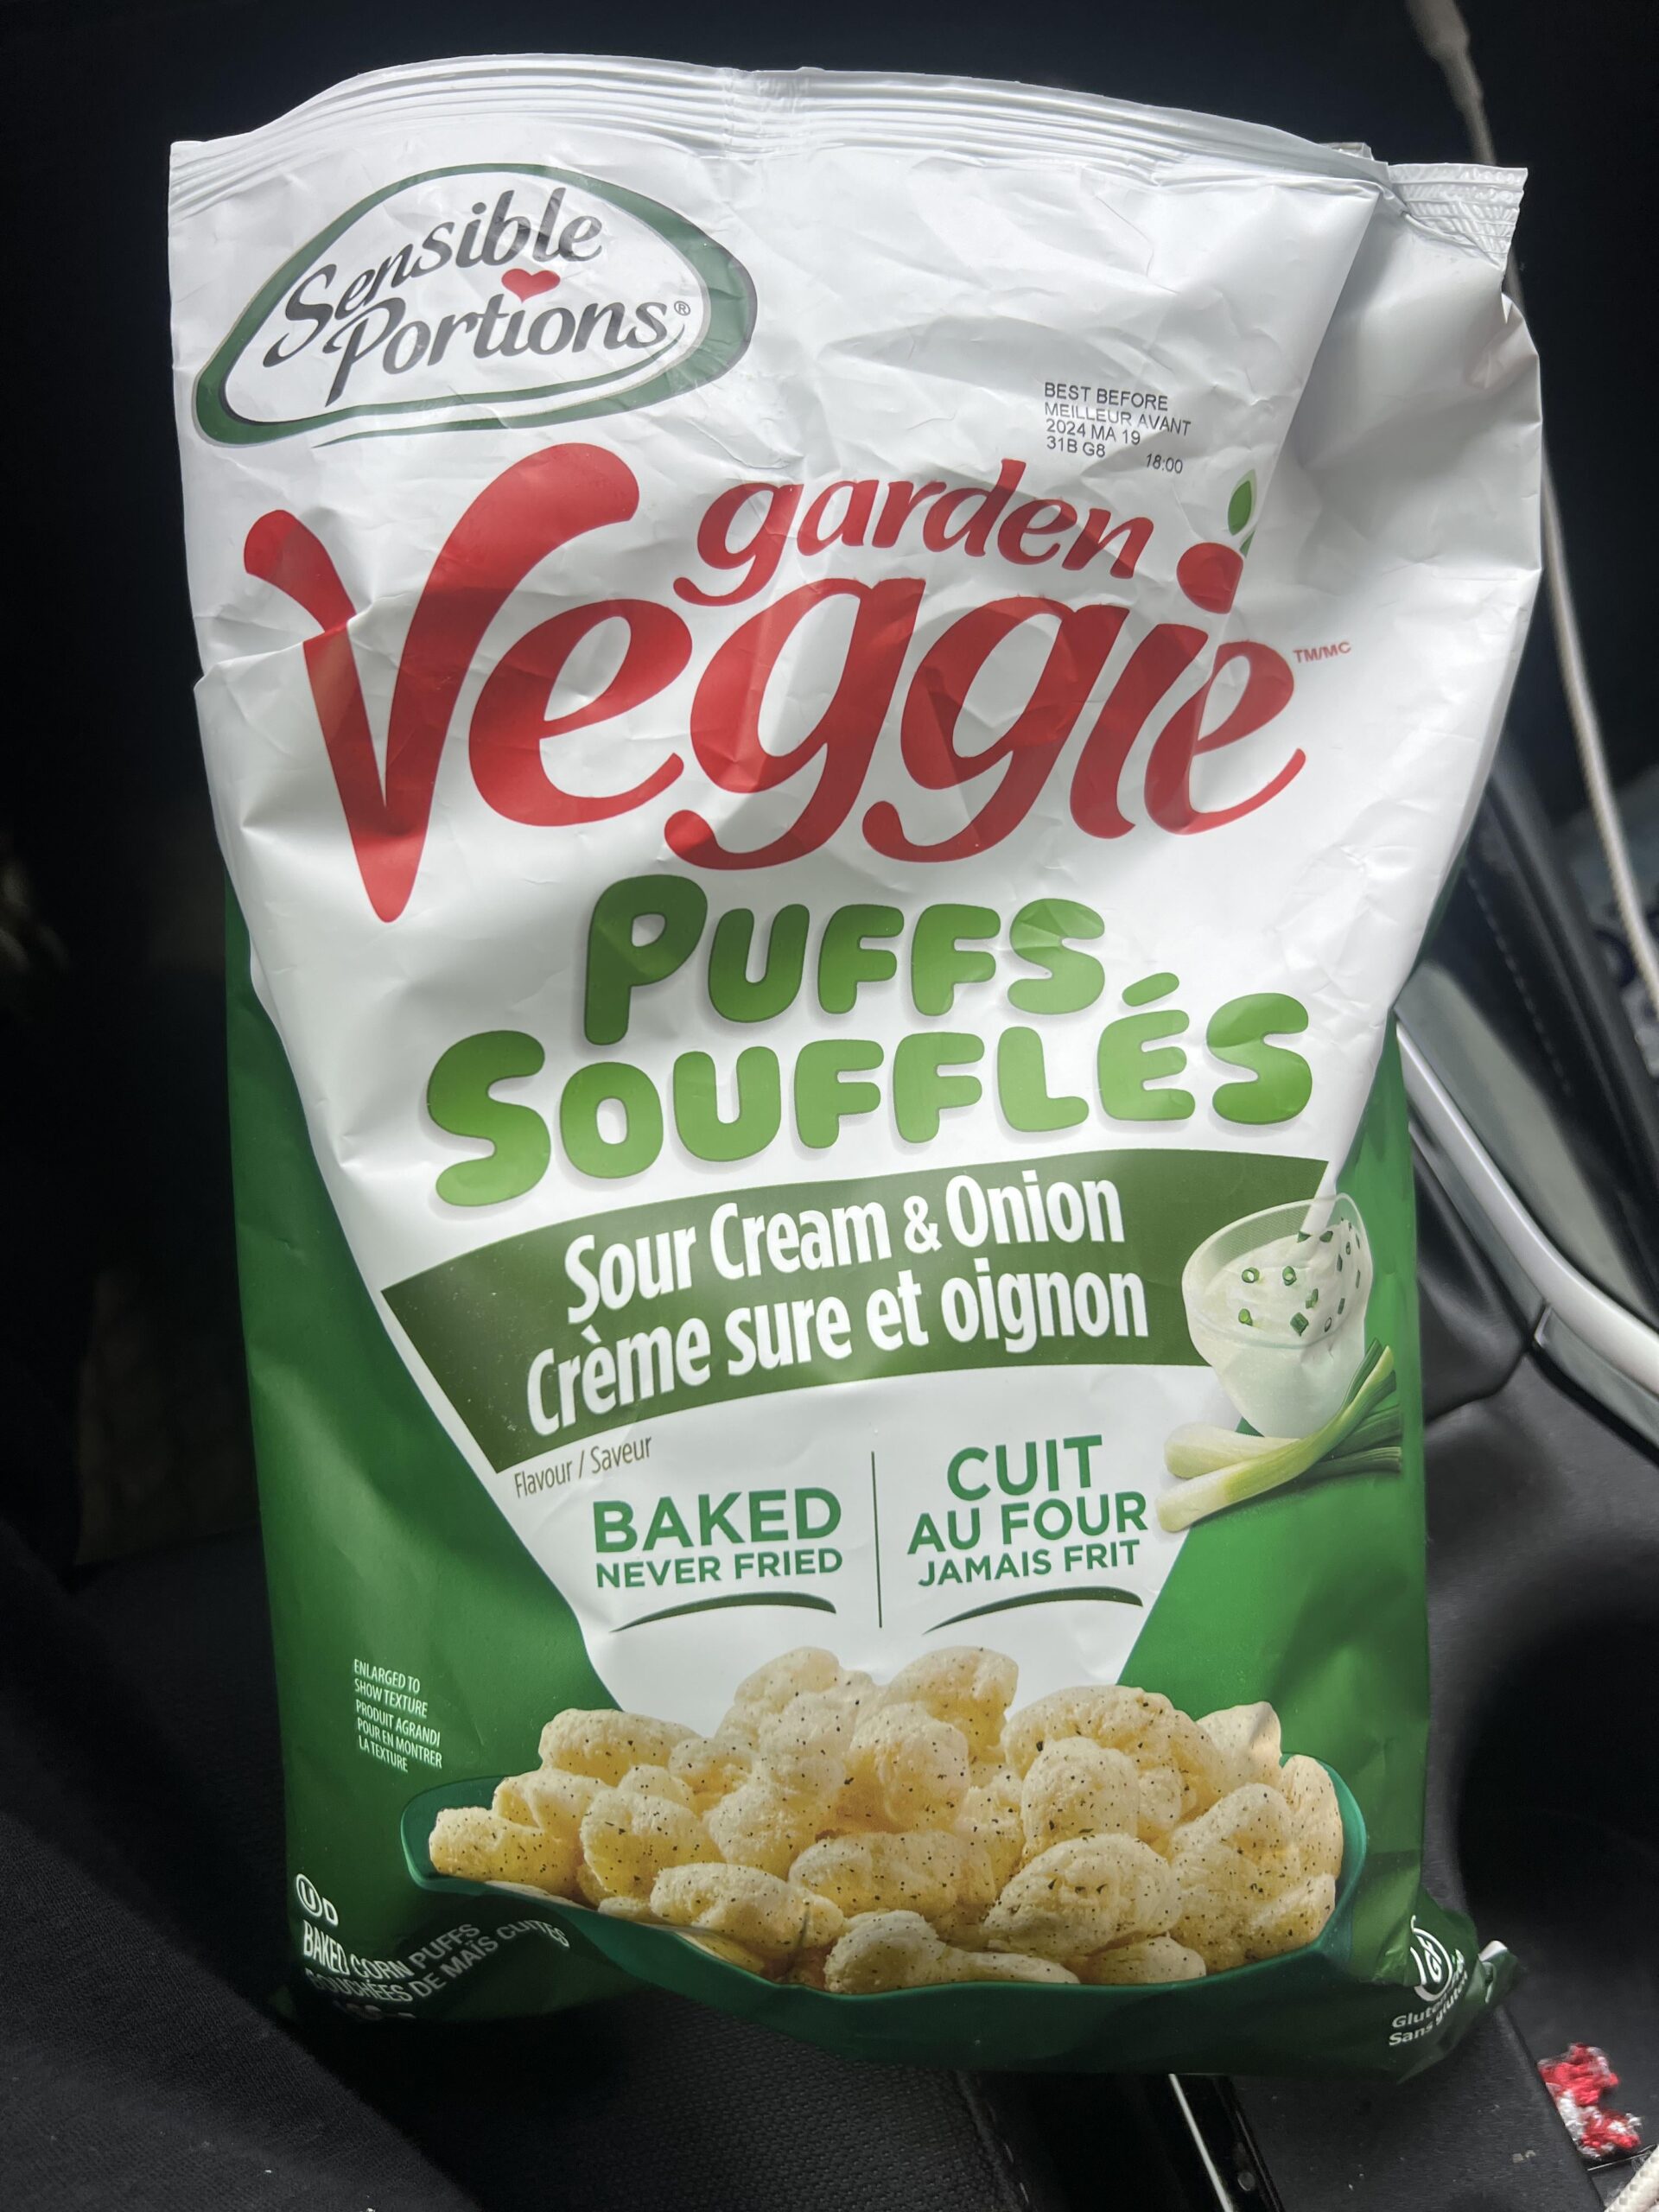 Sensible
Portions®
BEST BEFORE
MEILLEUR AVANT
2024 MA 19
31B G8 18:00
garden
Veggie TM/MC
PUFFS
SOUFFLÉS
Sour Cream & Onion
Crème sure et oignon
Flavour / Saveur
BAKED
NEVER FRIED
CUIT
AU FOUR
JAMAIS FRIT
ENLARGED TO
SHOW TEXTURE
PRODUIT AGRANDI
POUR EN MONTRER
LA TEXTURE
U D
BAKED CORN PUFFS
BOUCHÉES DE MAÏS CUITES
GF
Sans